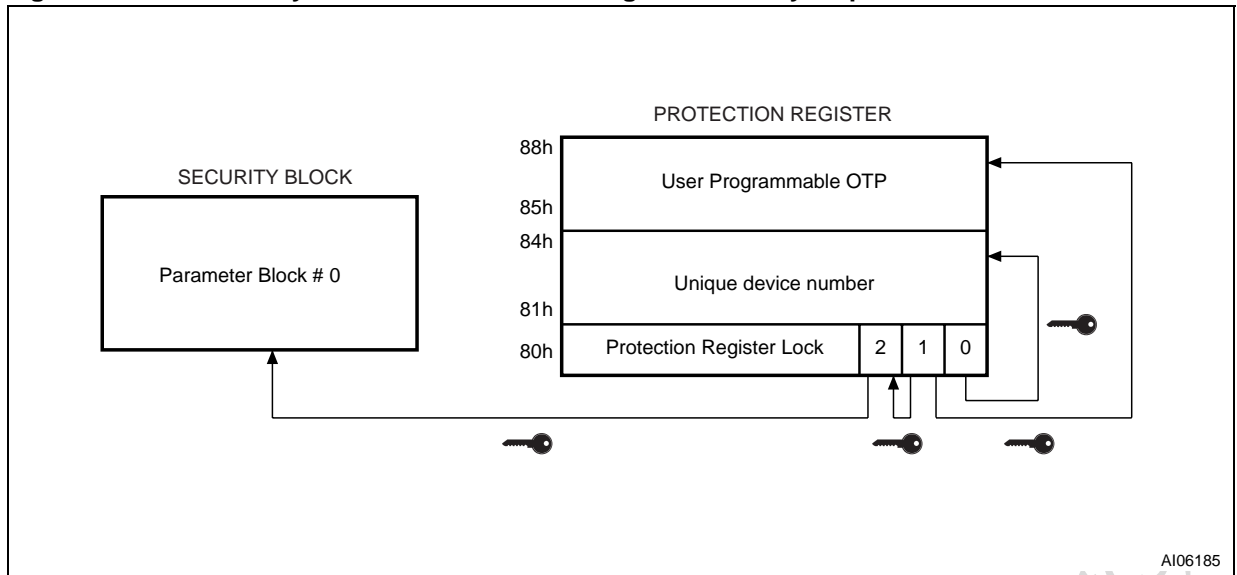 PROTECTION REGISTER
SECURITY BLOCK
Parameter Block # 0
88h
User Programmable OTP
85h
84h
Unique device number
81h
80h
Protection Register Lock 2 1 0
AI06185